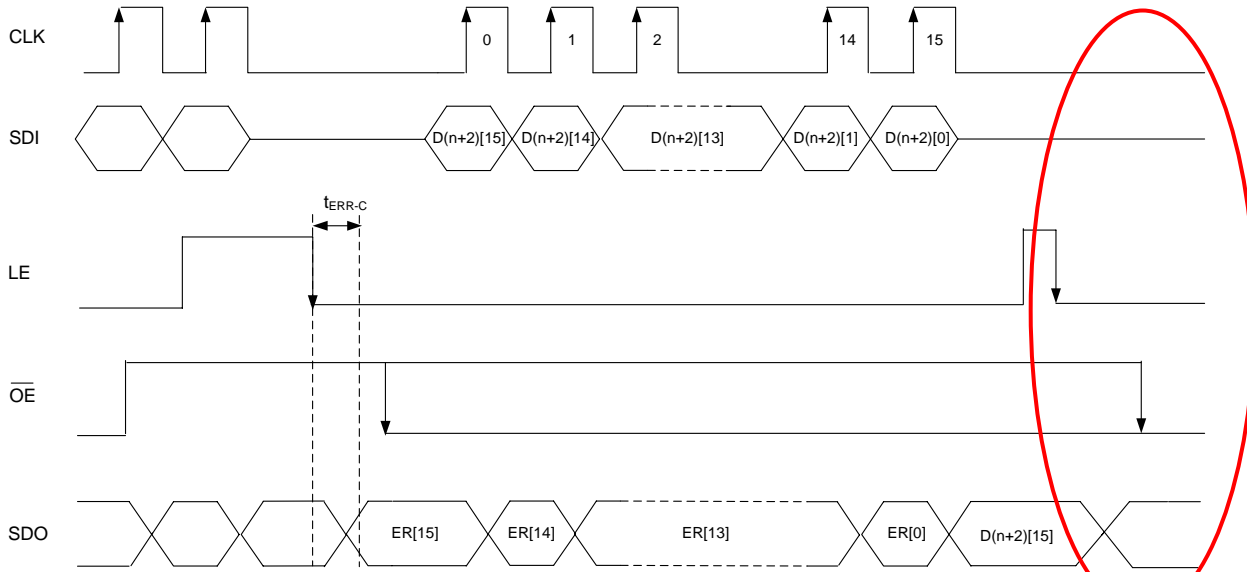 CLK 0 1 2 14 15
SDI D(n+2)[15] D(n+2)[14] D(n+2)[13] D(n+2)[1] D(n+2)[0]
tERR-C
LE
OE
SDO ER[15] ER[14] ER[13] ER[0] D(n+2)[15]